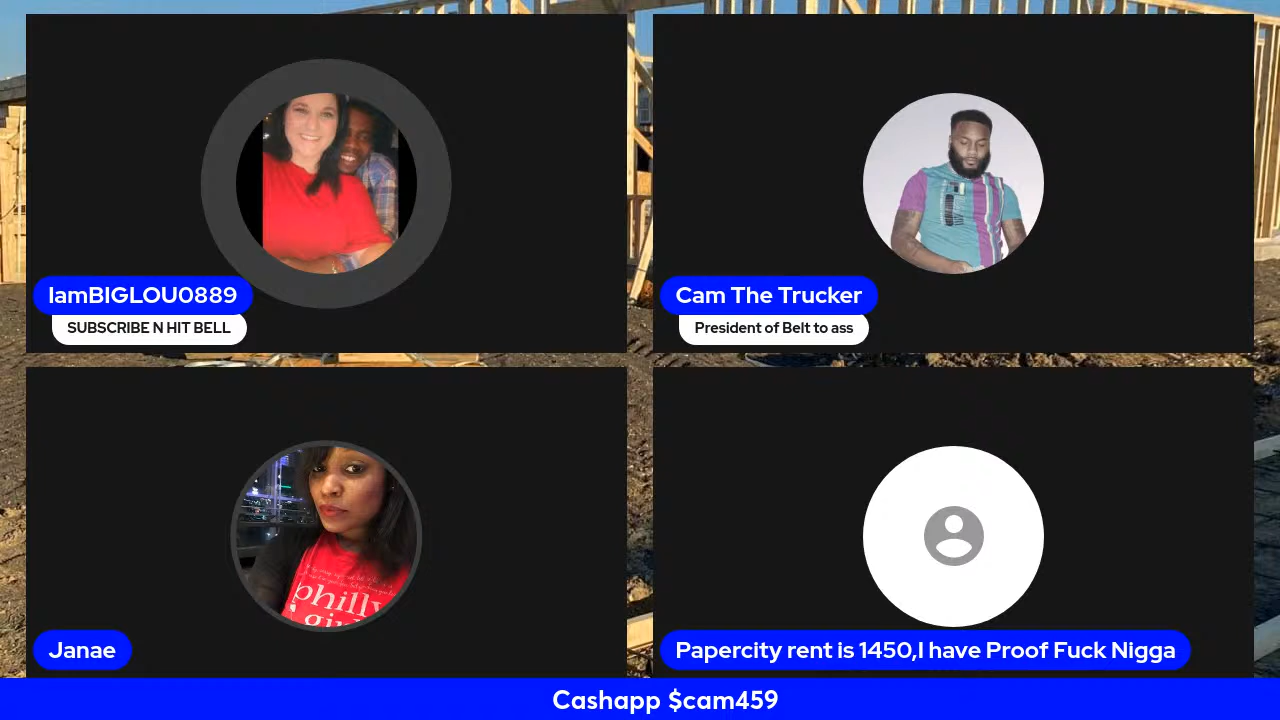 IamBIGLOU0889
SUBSCRIBE N HIT BELL
Cam The Trucker
President of Belt to ass
philly
Janae
Papercity rent is 1450,I have Proof Fuck Nigga
Cashapp $cam459